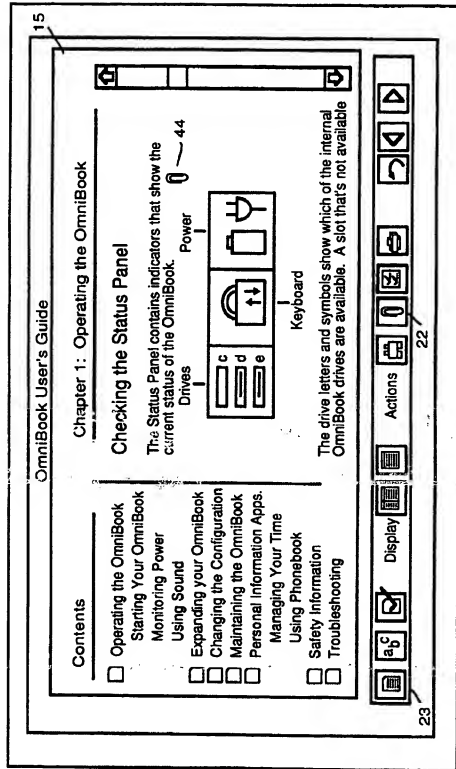 OmniBook User's Guide
15
Contents
Operating the OmniBook
Starting Your OmniBook
Monitoring Power
Using Sound
Expanding your OmniBook
Changing the Configuration
Maintaining the OmniBook
Personal Information Apps.
Managing Your Time
Using Phonebook
Safety Information
Troubleshooting
Chapter 1: Operating the OmniBook
Checking the Status Panel
The Status Panel contains indicators that show the
current status of the OmniBook.
44
Drives
Power
c
d
e
Keyboard
The drive letters and symbols show which of the internal
OmniBook drives are available. A slot that's not available
abc
Display
Actions
23
22